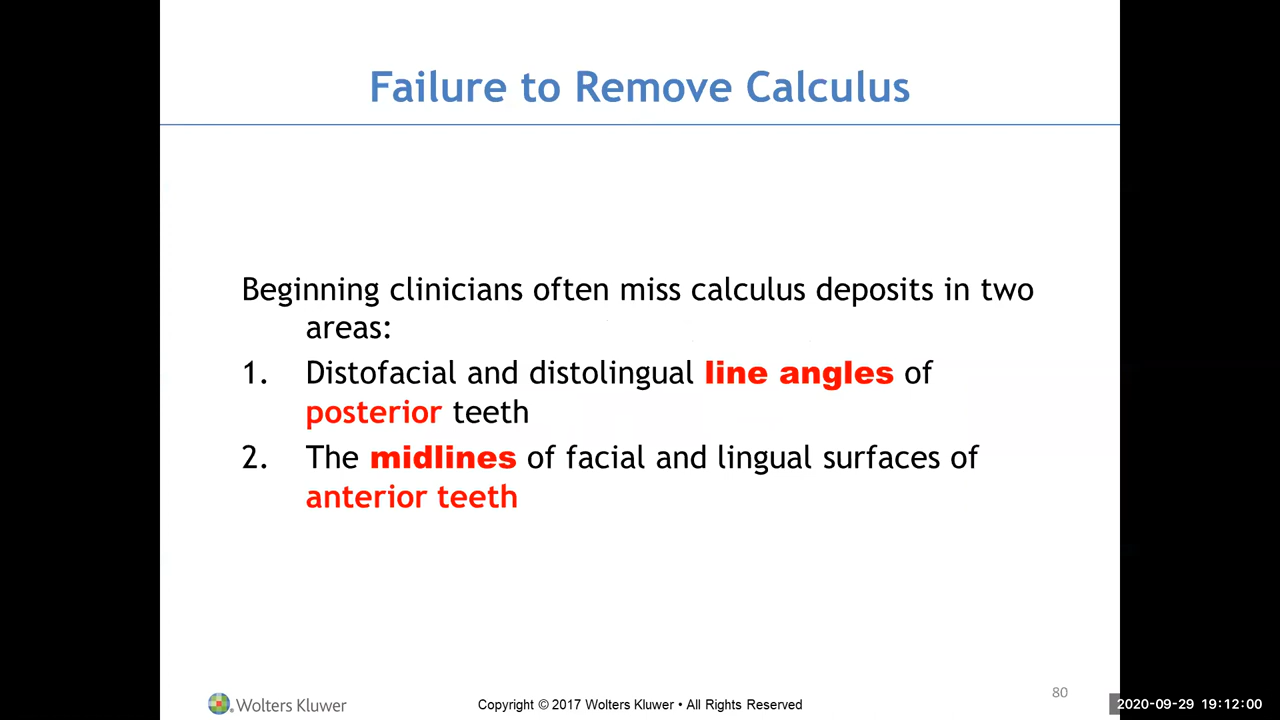 Failure to Remove Calculus
Beginning clinicians often miss calculus deposits in two
areas:
1. Distofacial and distolingual line angles of
posterior teeth
2. The midlines of facial and lingual surfaces of
anterior teeth
Wolters Kluwer
Copyright © 2017 Wolters Kluwer • All Rights Reserved
80
2020-09-29 19:12:00